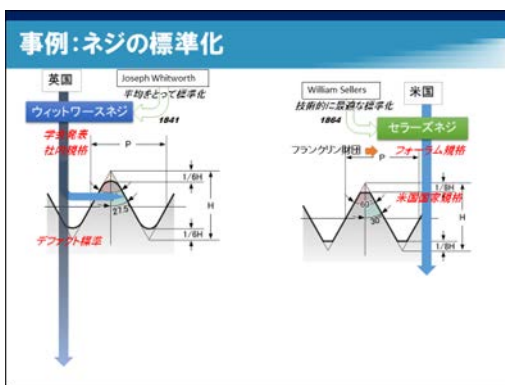 事例：ネジの標準化
英国
Joseph Whitworth
平均をとって標準化
ウィットワースネジ
1841
学会発表
社内規格
P
1/6H
H
27.5
デファクト標準
1/6H
William Sellers
米国
技術的に最適な標準化
1864
セラーズネジ
フランクリン財団
フォーラム規格
P
1/8H
H
60
米国国家規格
30
1/8H